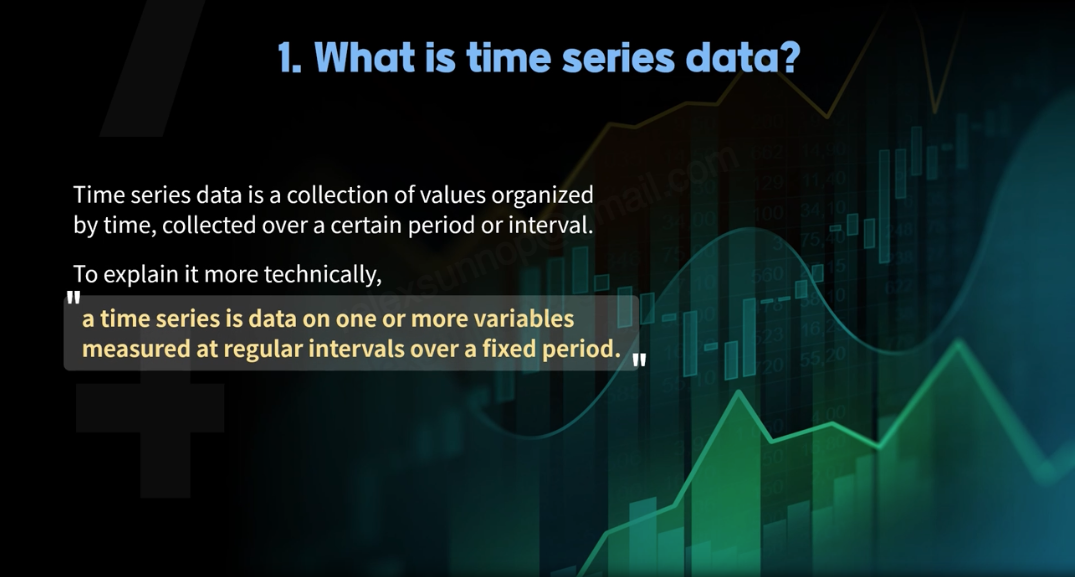 1. What is time series data?
Time series data is a collection of values organized
by time, collected over a certain period or interval.
To explain it more technically,
"a time series is data on one or more variables
measured at regular intervals over a fixed period."